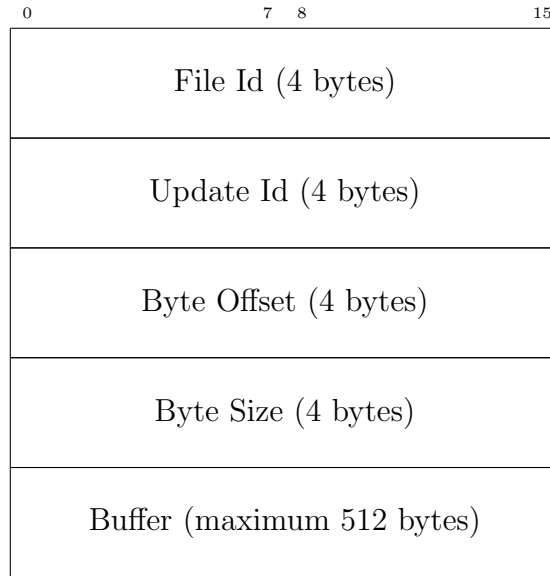 0 7 8 15
File Id (4 bytes)
Update Id (4 bytes)
Byte Offset (4 bytes)
Byte Size (4 bytes)
Buffer (maximum 512 bytes)